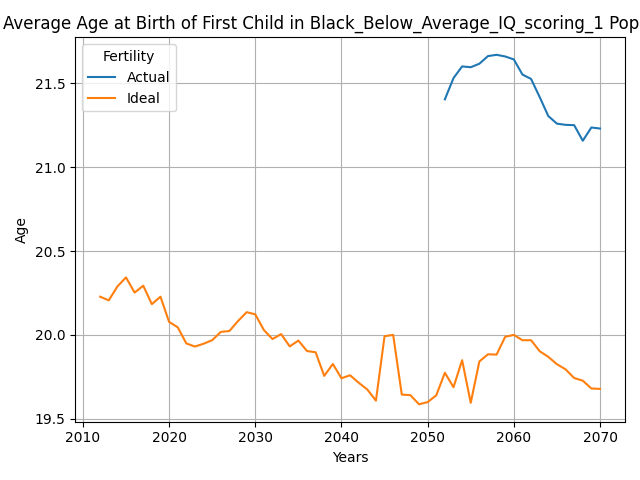 Average Age at Birth of First Child in Black_Below_Average_IQ_scoring_1 Pop
Fertility
Actual
Ideal
21.5
21.0
20.5
20.0
19.5
Age
2010
2020
2030
2040
2050
2060
2070
Years